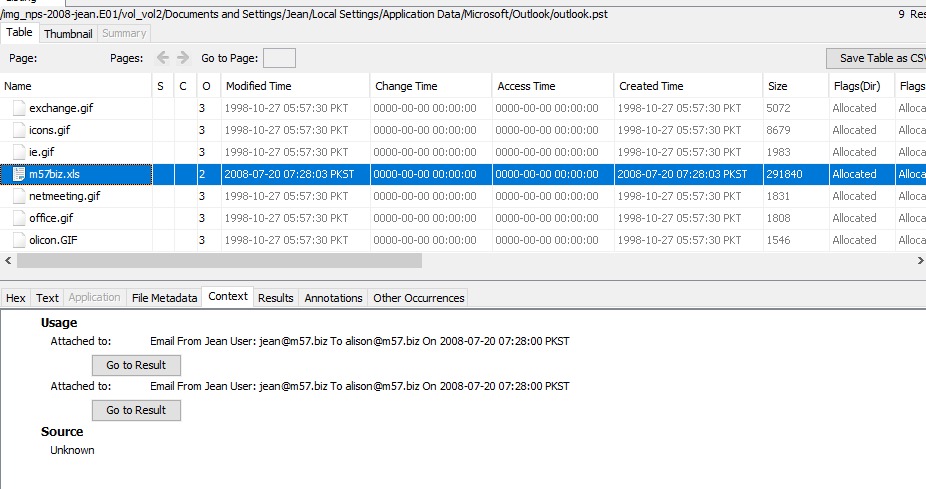 Listing
/img_nps-2008-jean.E01/vol_vol2/Documents and Settings/Jean/Local Settings/Application Data/Microsoft/Outlook/outlook.pst 9 Res
Table Thumbnail Summary
Page: Pages: Go to Page:
Save Table as CSV
Name S C O Modified Time Change Time Access Time Created Time Size Flags(Dir) Flags
exchange.gif 3 1998-10-27 05:57:30 PKT 0000-00-00 00:00:00 0000-00-00 00:00:00 1998-10-27 05:57:30 PKT 5072 Allocated Alloca
icons.gif 3 1998-10-27 05:57:30 PKT 0000-00-00 00:00:00 0000-00-00 00:00:00 1998-10-27 05:57:30 PKT 8679 Allocated Alloca
ie.gif 3 1998-10-27 05:57:30 PKT 0000-00-00 00:00:00 0000-00-00 00:00:00 1998-10-27 05:57:30 PKT 1983 Allocated Alloca
m57biz.xls 2 2008-07-20 07:28:03 PKST 0000-00-00 00:00:00 0000-00-00 00:00:00 2008-07-20 07:28:03 PKST 291840 Allocated Alloca
netmeeting.gif 3 1998-10-27 05:57:30 PKT 0000-00-00 00:00:00 0000-00-00 00:00:00 1998-10-27 05:57:30 PKT 1831 Allocated Alloca
office.gif 3 1998-10-27 05:57:30 PKT 0000-00-00 00:00:00 0000-00-00 00:00:00 1998-10-27 05:57:30 PKT 1808 Allocated Alloca
olicon.GIF 3 1998-10-27 05:57:30 PKT 0000-00-00 00:00:00 0000-00-00 00:00:00 1998-10-27 05:57:30 PKT 1546 Allocated Alloca
Hex Text Application File Metadata Context Results Annotations Other Occurrences
Usage
Attached to: Email From Jean User: jean@m57.biz To alison@m57.biz On 2008-07-20 07:28:00 PKST
Go to Result
Attached to: Email From Jean User: jean@m57.biz To alison@m57.biz On 2008-07-20 07:28:00 PKST
Go to Result
Source
Unknown